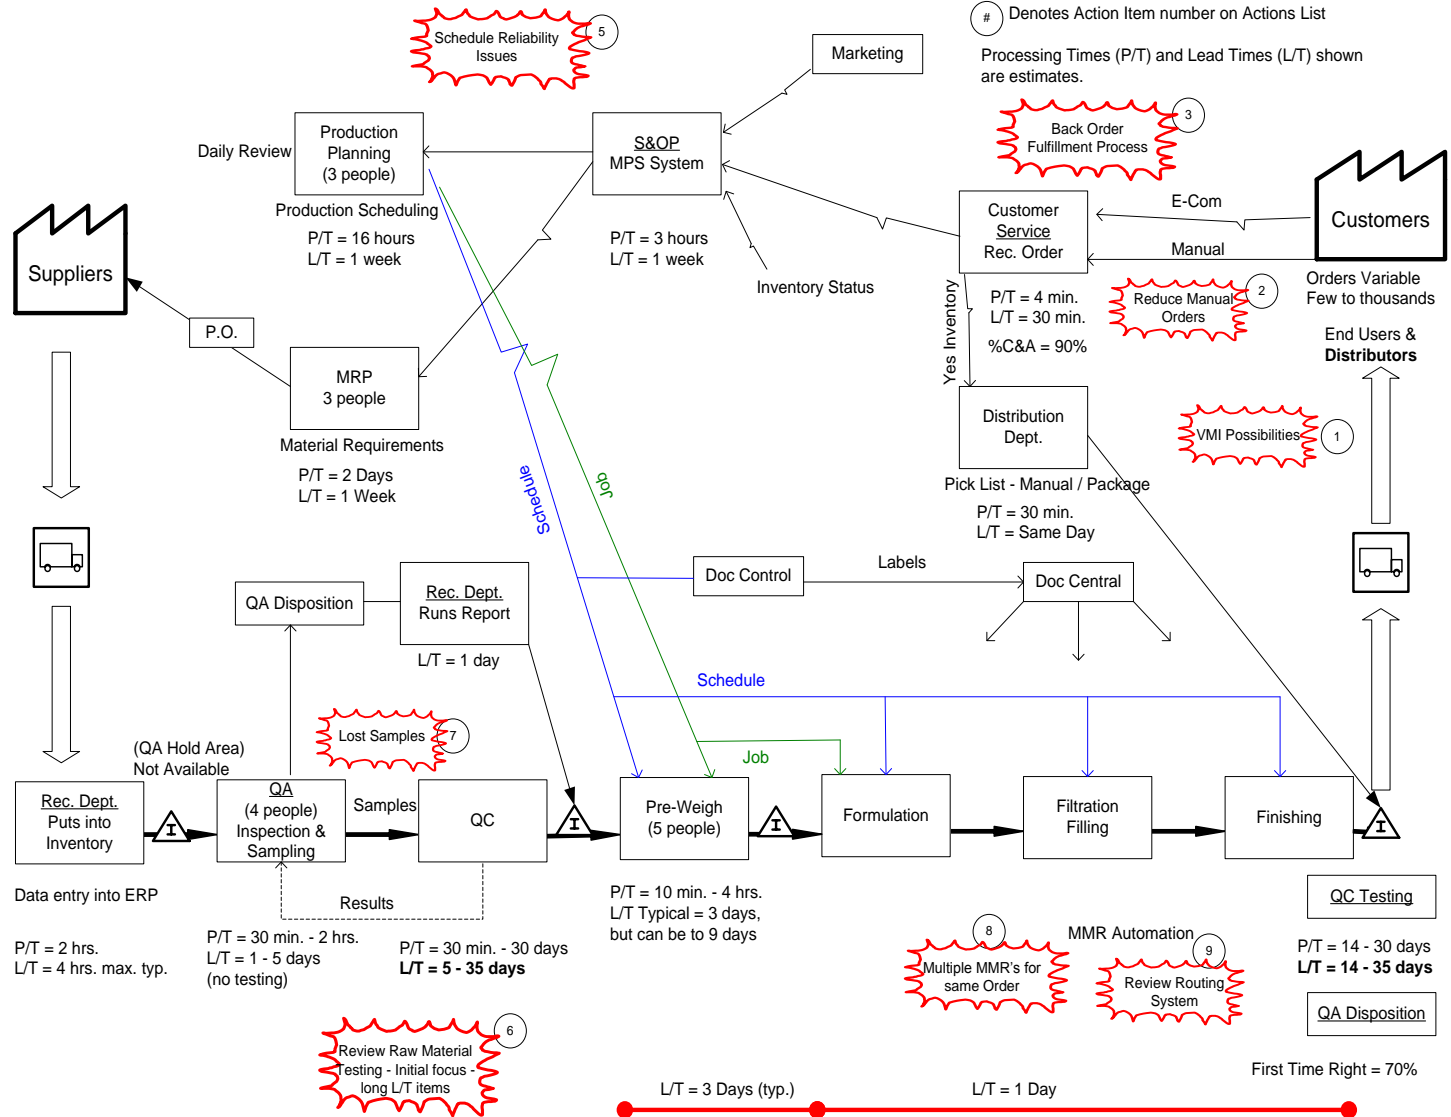 # Denotes Action Item number on Actions List
Processing Times (P/T) and Lead Times (L/T) shown
are estimates.
5
Schedule Reliability
Issues
Marketing
3
Back Order
Fulfillment Process
Daily Review
Production
Planning
(3 people)
Production Scheduling
P/T = 16 hours
L/T = 1 week
S&OP
MPS System
P/T = 3 hours
L/T = 1 week
Inventory Status
Customer
Service
Rec. Order
P/T = 4 min.
L/T = 30 min.
%C&A = 90%
E-Com
Manual
Customers
Orders Variable
Few to thousands
End Users &
Distributors
2
Reduce Manual
Orders
Suppliers
P.O.
MRP
3 people
Material Requirements
P/T = 2 Days
L/T = 1 Week
Yes Inventory
Distribution
Dept.
Pick List - Manual / Package
P/T = 30 min.
L/T = Same Day
VMI Possibilities
1
Schedule
Job
Doc Control
Labels
Doc Central
QA Disposition
Rec. Dept.
Runs Report
L/T = 1 day
Schedule
Job
Lost Samples
7
(QA Hold Area)
Not Available
Rec. Dept.
Puts into
Inventory
I
QA
(4 people)
Inspection &
Sampling
Samples
QC
I
Pre-Weigh
(5 people)
I
Formulation
Filtration
Filling
Finishing
I
Results
Data entry into ERP
P/T = 2 hrs.
L/T = 4 hrs. max. typ.
P/T = 30 min. - 2 hrs.
L/T = 1 - 5 days
(no testing)
P/T = 30 min. - 30 days
L/T = 5 - 35 days
P/T = 10 min. - 4 hrs.
L/T Typical = 3 days,
but can be to 9 days
8
Multiple MMR's for
same Order
MMR Automation
9
Review Routing
System
QC Testing
P/T = 14 - 30 days
L/T = 14 - 35 days
QA Disposition
First Time Right = 70%
6
Review Raw Material
Testing - Initial focus -
long L/T items
L/T = 3 Days (typ.)
L/T = 1 Day